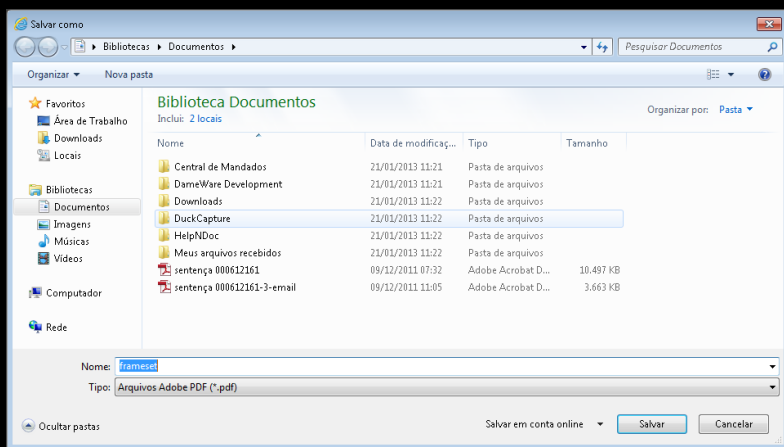 Salvar como
Bibliotecas Documentos
Pesquisar Documentos
Organizar Nova pasta
Favoritos
Área de Trabalho
Downloads
Locais
Bibliotecas
Documentos
Imagens
Músicas
Vídeos
Computador
Rede
Biblioteca Documentos
Inclui: 2 locais
Organizar por: Pasta
Nome Data de modificaç... Tipo Tamanho
Central de Mandados 21/01/2013 11:21 Pasta de arquivos
DameWare Development 21/01/2013 11:21 Pasta de arquivos
Downloads 21/01/2013 11:22 Pasta de arquivos
DuckCapture 21/01/2013 11:22 Pasta de arquivos
HelpNDoc 21/01/2013 11:22 Pasta de arquivos
Meus arquivos recebidos 21/01/2013 11:22 Pasta de arquivos
sentença 000612161 09/12/2011 07:32 Adobe Acrobat D... 10.497 KB
sentença 000612161-3-email 09/12/2011 11:05 Adobe Acrobat D... 3.663 KB
Nome: frameset
Tipo: Arquivos Adobe PDF (*.pdf)
Ocultar pastas
Salvar em conta online Salvar Cancelar